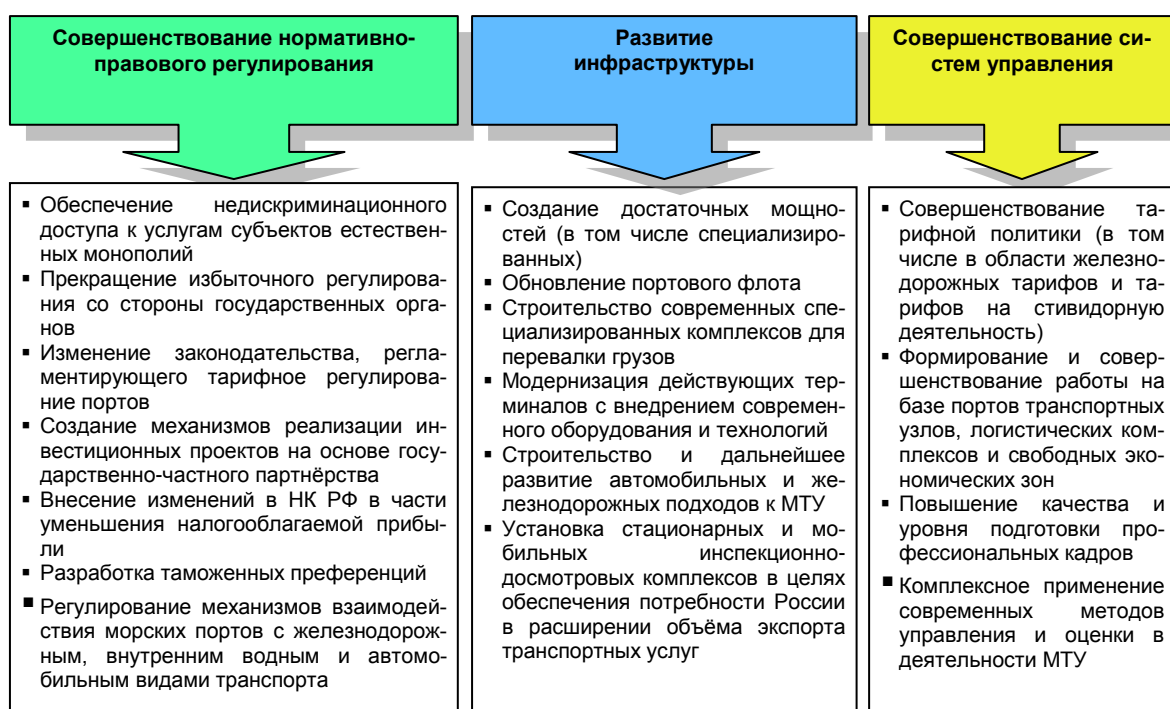 Совершенствование нормативно-
правового регулирования
Развитие
инфраструктуры
Совершенствование си-
стем управления
▪ Обеспечение недискриминационного
доступа к услугам субъектов естествен-
ных монополий
▪ Прекращение избыточного регулирова-
ния со стороны государственных орга-
нов
▪ Изменение законодательства, регла-
ментирующего тарифное регулирова-
ние портов
▪ Создание механизмов реализации ин-
вестиционных проектов на основе госу-
дарственно-частного партнёрства
▪ Внесение изменений в НК РФ в части
уменьшения налогооблагаемой прибы-
ли
▪ Разработка таможенных преференций
▪ Регулирование механизмов взаимодей-
ствия морских портов с железнодорож-
ным, внутренним водным и автомо-
бильным видами транспорта
▪ Создание достаточных мощно-
стей (в том числе специализиро-
ванных)
▪ Обновление портового флота
▪ Строительство современных спе-
циализированных комплексов для
перевалки грузов
▪ Модернизация действующих тер-
миналов с внедрением современ-
ного оборудования и технологий
▪ Строительство и дальнейшее
развитие автомобильных и же-
лезнодорожных подходов к МТУ
▪ Установка стационарных и мо-
бильных инспекционно-
досмотровых комплексов в целях
обеспечения потребности России
в расширении объёма экспорта
транспортных услуг
▪ Совершенствование та-
рифной политики (в том
числе в области железно-
дорожных тарифов и та-
рифов на стивидорную
деятельность)
▪ Формирование и совер-
шенствование работы на
базе портов транспортных
узлов, логистических ком-
плексов и свободных эко-
номических зон
▪ Повышение качества и
уровня подготовки про-
фессиональных кадров
▪ Комплексное применение
современных методов
управления и оценки в
деятельности МТУ